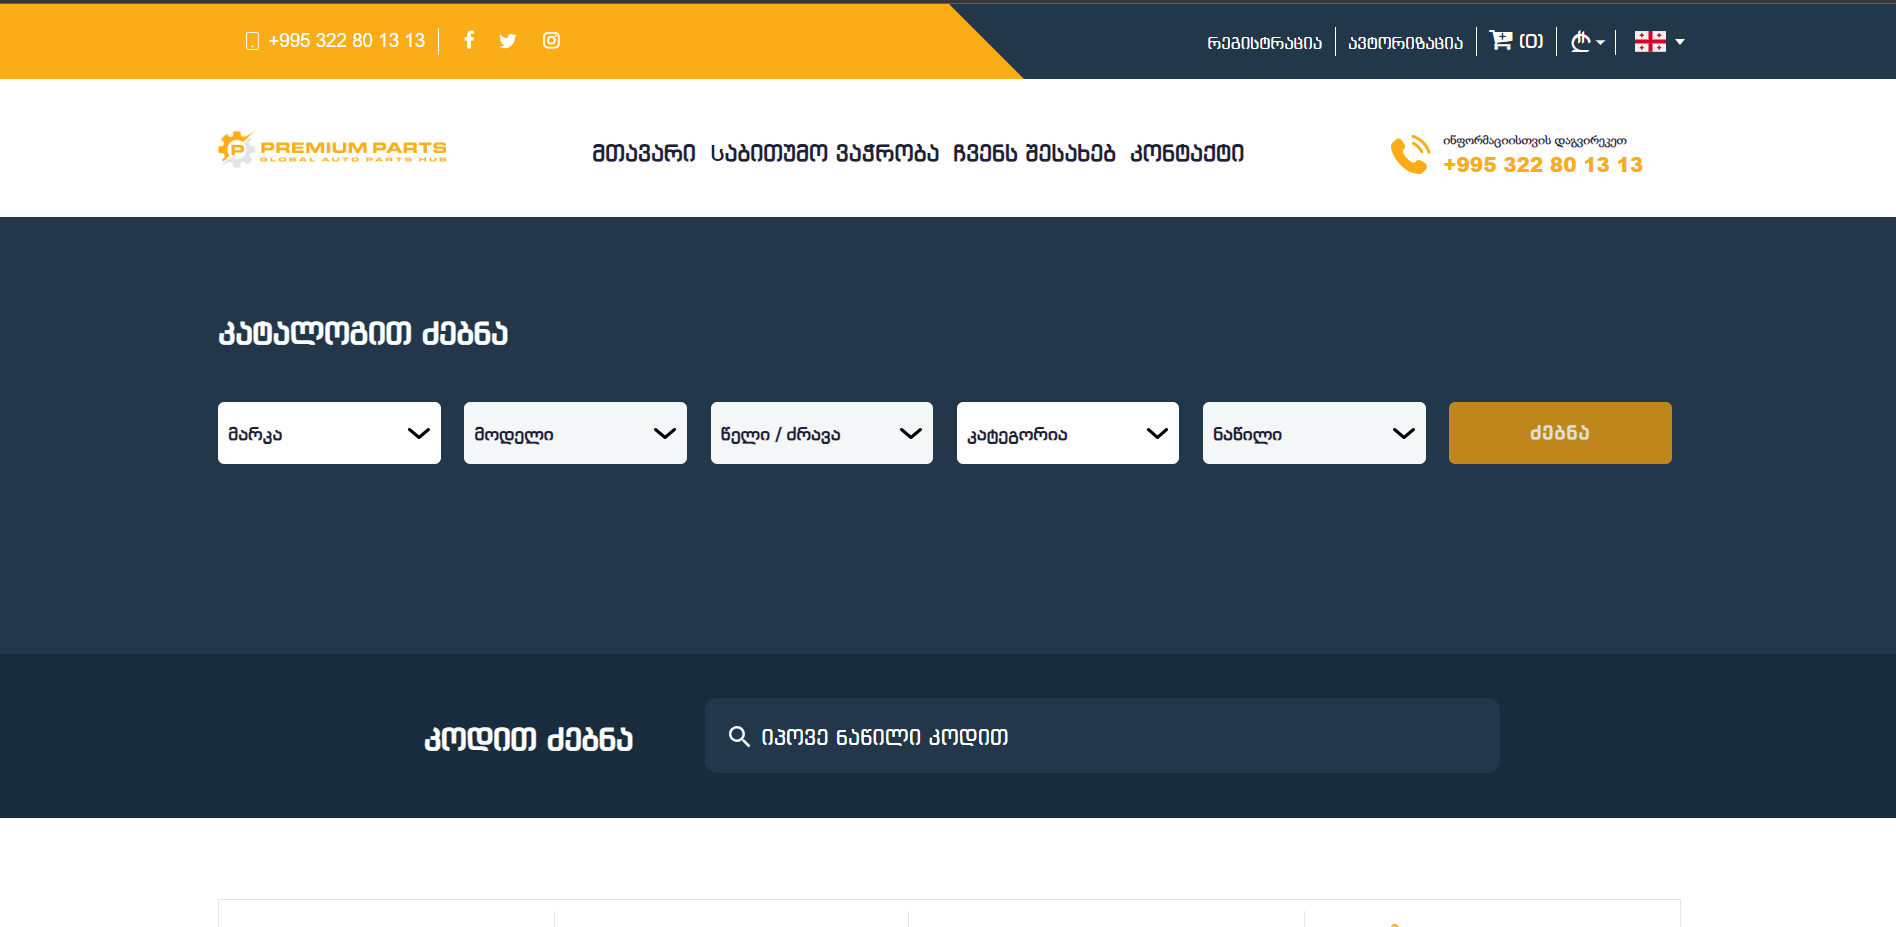 +995 322 80 13 13
რეგისტრაცია
ავტორიზაცია
(0)
PREMIUM PARTS
GLOBAL AUTO PARTS HUB
მთავარი საბითუმო ვაჭრობა ჩვენს შესახებ კონტაქტი
ინფორმაციისთვის დაგვირეკეთ
+995 322 80 13 13
კატალოგით ძებნა
მარკა
მოდელი
წელი / ძრავა
კატეგორია
ნაწილი
ძებნა
კოდით ძებნა
იპოვე ნაწილი კოდით